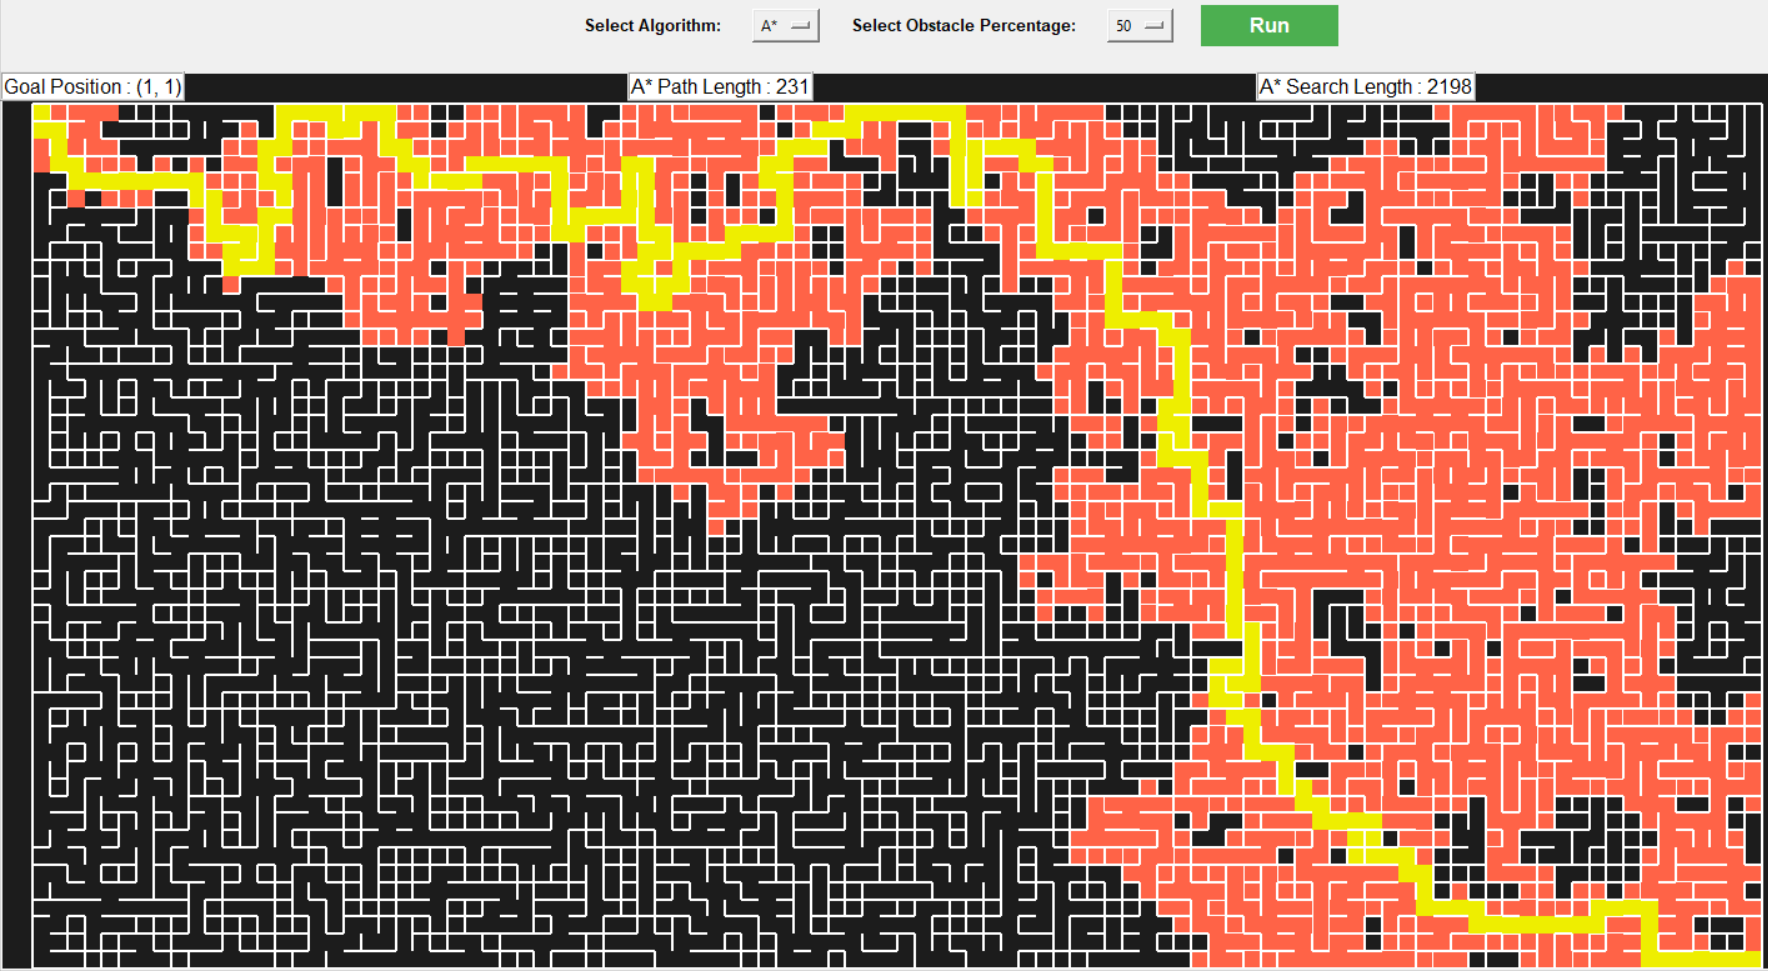 Select Algorithm: A* Select Obstacle Percentage: 50 Run
Goal Position : (1, 1) A* Path Length : 231 A* Search Length : 2198